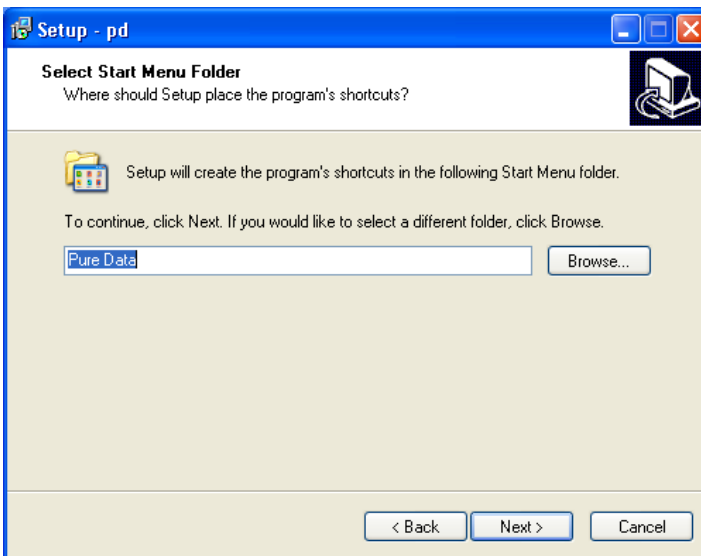 Setup - pd
Select Start Menu Folder
Where should Setup place the program's shortcuts?
Setup will create the program's shortcuts in the following Start Menu folder.
To continue, click Next. If you would like to select a different folder, click Browse.
Pure Data
Browse...
< Back
Next >
Cancel